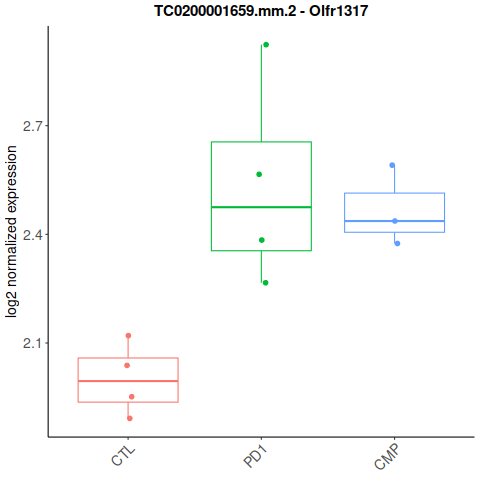 TC0200001659.mm.2 - Olfr1317
log2 normalized expression
2.7
2.4
2.1
CTL
PD1
CMP